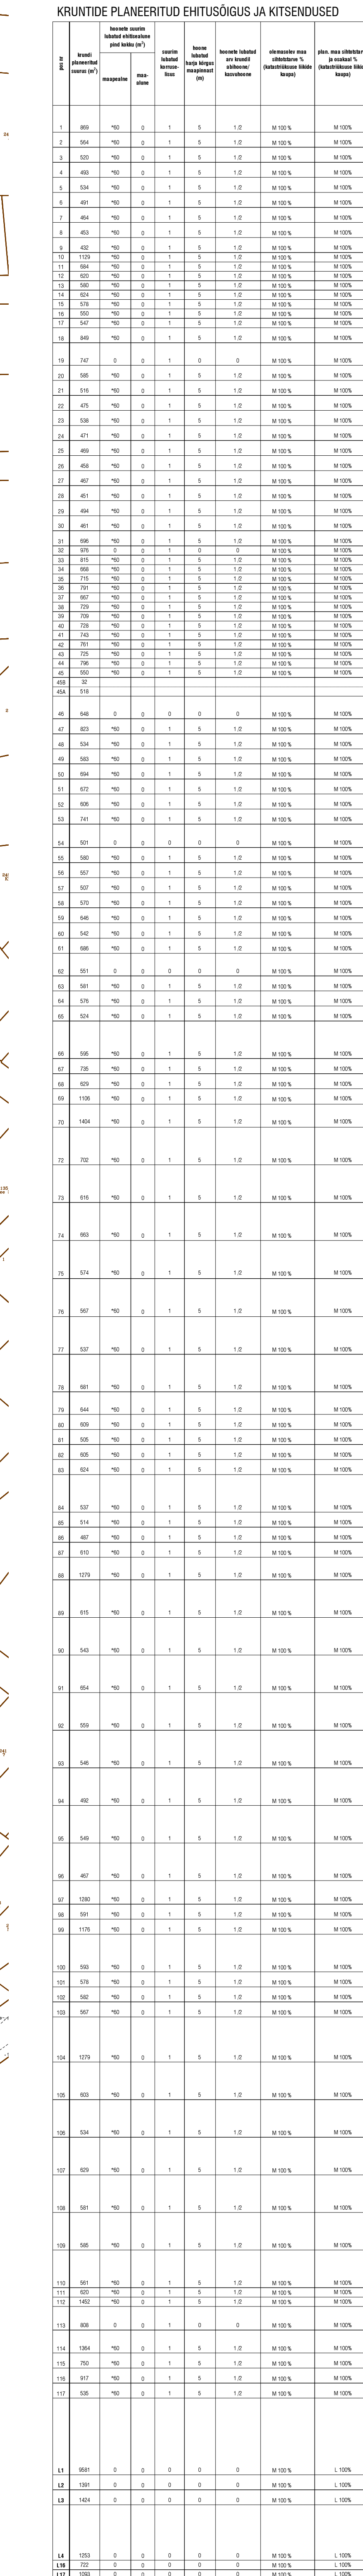 KRUNTIDE PLANEERITUD EHITUSÕIGUS JA KITSENDUSED
pos nr
krundi planeeritud suurus (m²)
hoonete suurim lubatud ehitisealune pind kokku (m²)
maapealne
maa-alune
suurim lubatud korruselisus
hoone lubatud harja kõrgus maapinnast (m)
hoonete lubatud arv krundil abihoone/kasvuhoone
olemasolev maa sihtotstarve % (katastriüksuse liikide kaupa)
plan. maa sihtotstarve ja osakaal % (katastriüksuse liikide kaupa)
1 869 *60 0 1 5 1 /2 M 100 % M 100%
2 564 *60 0 1 5 1 /2 M 100 % M 100%
3 520 *60 0 1 5 1 /2 M 100 % M 100%
4 493 *60 0 1 5 1 /2 M 100 % M 100%
5 534 *60 0 1 5 1 /2 M 100 % M 100%
6 491 *60 0 1 5 1 /2 M 100 % M 100%
7 464 *60 0 1 5 1 /2 M 100 % M 100%
8 453 *60 0 1 5 1 /2 M 100 % M 100%
9 432 *60 0 1 5 1 /2 M 100 % M 100%
10 1129 *60 0 1 5 1 /2 M 100 % M 100%
11 684 *60 0 1 5 1 /2 M 100 % M 100%
12 620 *60 0 1 5 1 /2 M 100 % M 100%
13 580 *60 0 1 5 1 /2 M 100 % M 100%
14 624 *60 0 1 5 1 /2 M 100 % M 100%
15 578 *60 0 1 5 1 /2 M 100 % M 100%
16 550 *60 0 1 5 1 /2 M 100 % M 100%
17 547 *60 0 1 5 1 /2 M 100 % M 100%
18 849 *60 0 1 5 1 /2 M 100 % M 100%
19 747 0 0 1 0 0 M 100 % M 100%
20 585 *60 0 1 5 1 /2 M 100 % M 100%
21 516 *60 0 1 5 1 /2 M 100 % M 100%
22 475 *60 0 1 5 1 /2 M 100 % M 100%
23 538 *60 0 1 5 1 /2 M 100 % M 100%
24 471 *60 0 1 5 1 /2 M 100 % M 100%
25 469 *60 0 1 5 1 /2 M 100 % M 100%
26 458 *60 0 1 5 1 /2 M 100 % M 100%
27 467 *60 0 1 5 1 /2 M 100 % M 100%
28 451 *60 0 1 5 1 /2 M 100 % M 100%
29 494 *60 0 1 5 1 /2 M 100 % M 100%
30 461 *60 0 1 5 1 /2 M 100 % M 100%
31 696 *60 0 1 5 1 /2 M 100 % M 100%
32 976 0 0 1 0 0 M 100 % M 100%
33 815 *60 0 1 5 1 /2 M 100 % M 100%
34 668 *60 0 1 5 1 /2 M 100 % M 100%
35 715 *60 0 1 5 1 /2 M 100 % M 100%
36 791 *60 0 1 5 1 /2 M 100 % M 100%
37 667 *60 0 1 5 1 /2 M 100 % M 100%
38 729 *60 0 1 5 1 /2 M 100 % M 100%
39 709 *60 0 1 5 1 /2 M 100 % M 100%
40 728 *60 0 1 5 1 /2 M 100 % M 100%
41 743 *60 0 1 5 1 /2 M 100 % M 100%
42 761 *60 0 1 5 1 /2 M 100 % M 100%
43 725 *60 0 1 5 1 /2 M 100 % M 100%
44 796 *60 0 1 5 1 /2 M 100 % M 100%
45 550 *60 0 1 5 1 /2 M 100 % M 100%
45B 32
45A 518
46 648 0 0 0 0 0 M 100 % M 100%
47 823 *60 0 1 5 1 /2 M 100 % M 100%
48 534 *60 0 1 5 1 /2 M 100 % M 100%
49 583 *60 0 1 5 1 /2 M 100 % M 100%
50 694 *60 0 1 5 1 /2 M 100 % M 100%
51 672 *60 0 1 5 1 /2 M 100 % M 100%
52 606 *60 0 1 5 1 /2 M 100 % M 100%
53 741 *60 0 1 5 1 /2 M 100 % M 100%
54 501 0 0 0 0 0 M 100 % M 100%
55 580 *60 0 1 5 1 /2 M 100 % M 100%
56 557 *60 0 1 5 1 /2 M 100 % M 100%
57 507 *60 0 1 5 1 /2 M 100 % M 100%
58 570 *60 0 1 5 1 /2 M 100 % M 100%
59 646 *60 0 1 5 1 /2 M 100 % M 100%
60 542 *60 0 1 5 1 /2 M 100 % M 100%
61 686 *60 0 1 5 1 /2 M 100 % M 100%
62 551 0 0 0 0 0 M 100 % M 100%
63 581 *60 0 1 5 1 /2 M 100 % M 100%
64 576 *60 0 1 5 1 /2 M 100 % M 100%
65 524 *60 0 1 5 1 /2 M 100 % M 100%
66 595 *60 0 1 5 1 /2 M 100 % M 100%
67 735 *60 0 1 5 1 /2 M 100 % M 100%
68 629 *60 0 1 5 1 /2 M 100 % M 100%
69 1106 *60 0 1 5 1 /2 M 100 % M 100%
70 1404 *60 0 1 5 1 /2 M 100 % M 100%
72 702 *60 0 1 5 1 /2 M 100 % M 100%
73 616 *60 0 1 5 1 /2 M 100 % M 100%
74 663 *60 0 1 5 1 /2 M 100 % M 100%
75 574 *60 0 1 5 1 /2 M 100 % M 100%
76 567 *60 0 1 5 1 /2 M 100 % M 100%
77 537 *60 0 1 5 1 /2 M 100 % M 100%
78 681 *60 0 1 5 1 /2 M 100 % M 100%
79 644 *60 0 1 5 1 /2 M 100 % M 100%
80 609 *60 0 1 5 1 /2 M 100 % M 100%
81 505 *60 0 1 5 1 /2 M 100 % M 100%
82 605 *60 0 1 5 1 /2 M 100 % M 100%
83 624 *60 0 1 5 1 /2 M 100 % M 100%
84 537 *60 0 1 5 1 /2 M 100 % M 100%
85 514 *60 0 1 5 1 /2 M 100 % M 100%
86 487 *60 0 1 5 1 /2 M 100 % M 100%
87 610 *60 0 1 5 1 /2 M 100 % M 100%
88 1279 *60 0 1 5 1 /2 M 100 % M 100%
89 615 *60 0 1 5 1 /2 M 100 % M 100%
90 543 *60 0 1 5 1 /2 M 100 % M 100%
91 654 *60 0 1 5 1 /2 M 100 % M 100%
92 559 *60 0 1 5 1 /2 M 100 % M 100%
93 546 *60 0 1 5 1 /2 M 100 % M 100%
94 492 *60 0 1 5 1 /2 M 100 % M 100%
95 549 *60 0 1 5 1 /2 M 100 % M 100%
96 467 *60 0 1 5 1 /2 M 100 % M 100%
97 1280 *60 0 1 5 1 /2 M 100 % M 100%
98 591 *60 0 1 5 1 /2 M 100 % M 100%
99 1176 *60 0 1 5 1 /2 M 100 % M 100%
100 593 *60 0 1 5 1 /2 M 100 % M 100%
101 578 *60 0 1 5 1 /2 M 100 % M 100%
102 582 *60 0 1 5 1 /2 M 100 % M 100%
103 567 *60 0 1 5 1 /2 M 100 % M 100%
104 1279 *60 0 1 5 1 /2 M 100 % M 100%
105 603 *60 0 1 5 1 /2 M 100 % M 100%
106 534 *60 0 1 5 1 /2 M 100 % M 100%
107 629 *60 0 1 5 1 /2 M 100 % M 100%
108 581 *60 0 1 5 1 /2 M 100 % M 100%
109 585 *60 0 1 5 1 /2 M 100 % M 100%
110 561 *60 0 1 5 1 /2 M 100 % M 100%
111 620 *60 0 1 5 1 /2 M 100 % M 100%
112 1452 *60 0 1 5 1 /2 M 100 % M 100%
113 808 0 0 1 0 0 M 100 % M 100%
114 1364 *60 0 1 5 1 /2 M 100 % M 100%
115 750 *60 0 1 5 1 /2 M 100 % M 100%
116 917 *60 0 1 5 1 /2 M 100 % M 100%
117 535 *60 0 1 5 1 /2 M 100 % M 100%
L1 9581 0 0 0 0 0 M 100 % L 100%
L2 1391 0 0 0 0 0 M 100 % L 100%
L3 1424 0 0 0 0 0 M 100 % L 100%
L4 1253 0 0 0 0 0 M 100 % L 100%
L16 722 0 0 0 0 0 M 100 % L 100%
L17 1093 0 0 0 0 0 M 100 % L 100%